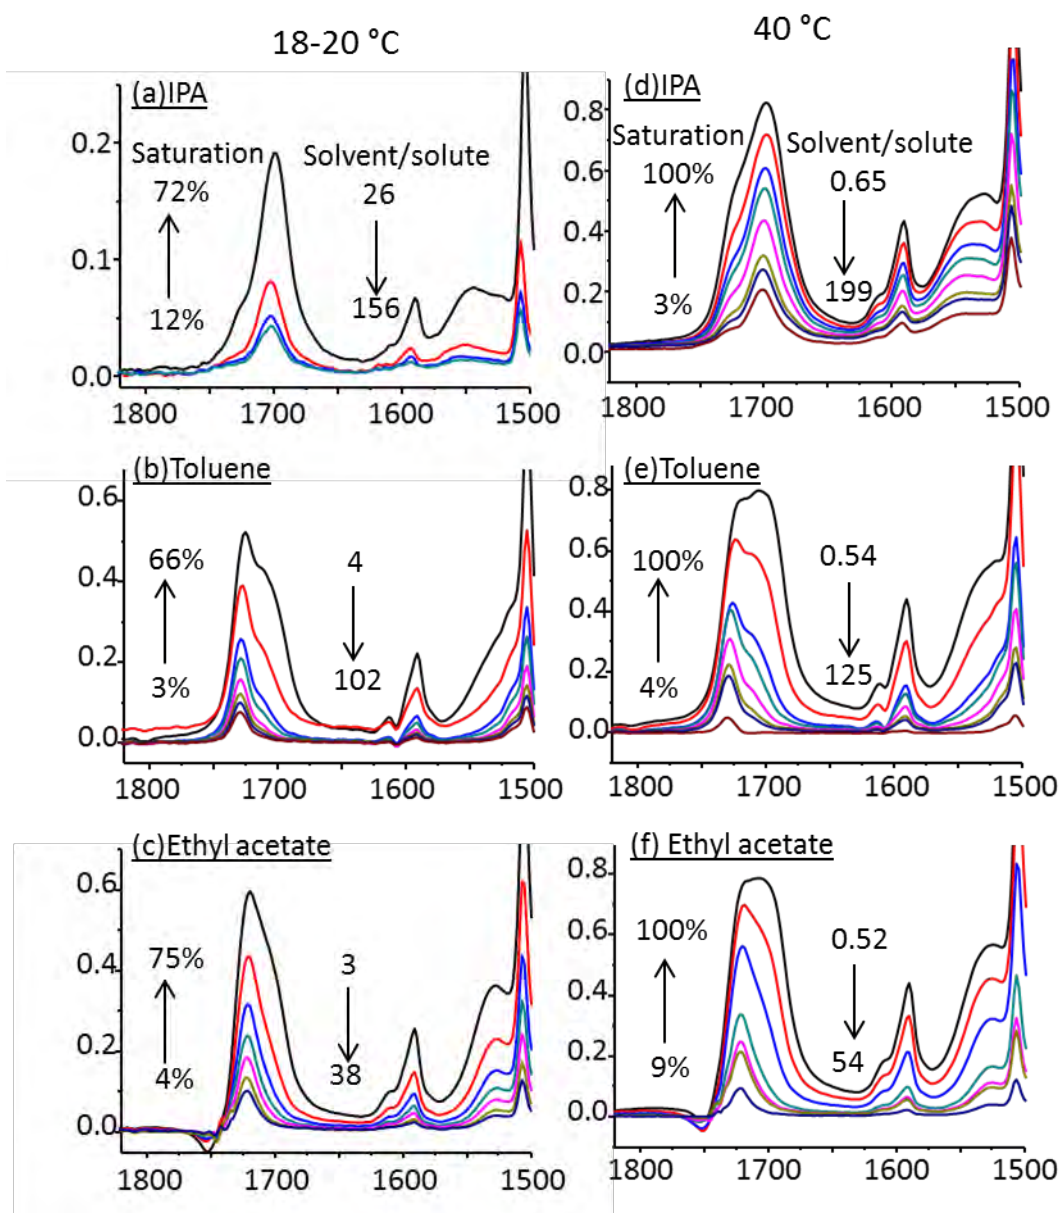 18-20 °C
40 °C
(a)IPA
0.2
Saturation
Solvent/solute
72%
26
0.1
12%
156
0.0
1800 1700 1600 1500
(d)IPA
0.8
Saturation
Solvent/solute
0.6
100%
0.65
0.4
0.2
3%
199
0.0
1800 1700 1600 1500
(b)Toluene
0.6
66%
4
0.4
0.2
3%
102
0.0
1800 1700 1600 1500
(e)Toluene
0.8
0.6
100%
0.54
0.4
0.2
4%
125
0.0
1800 1700 1600 1500
(c)Ethyl acetate
0.6
75%
3
0.4
0.2
4%
38
0.0
1800 1700 1600 1500
(f) Ethyl acetate
0.8
0.6
100%
0.52
0.4
0.2
9%
54
0.0
1800 1700 1600 1500